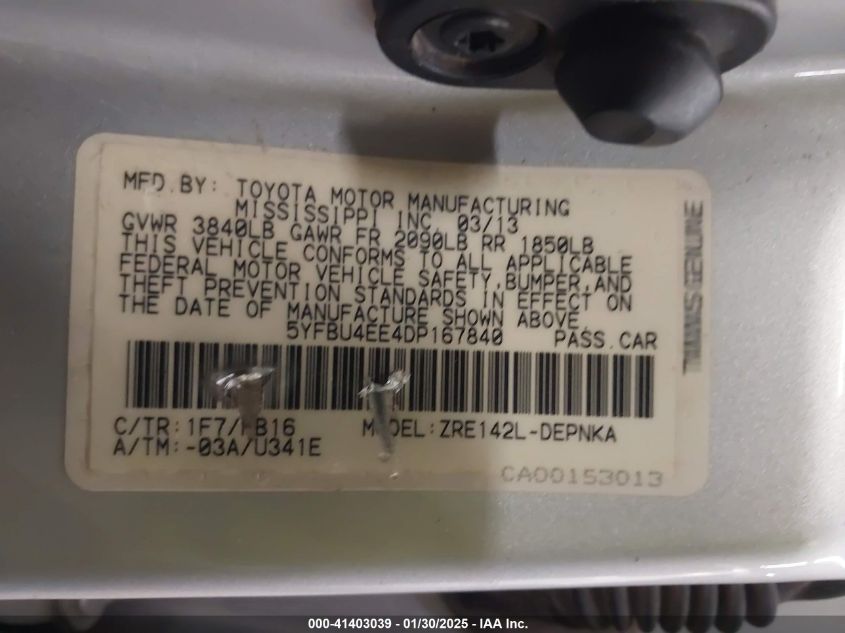 MFD.BY: TOYOTA MOTOR MANUFACTURING
MISSISSIPPI INC. 03/13
GVWR 3840LB GAWR FR 2090LB RR 1850LB
THIS VEHICLE CONFORMS TO ALL APPLICABLE
FEDERAL MOTOR VEHICLE SAFETY,BUMPER,AND
THEFT PREVENTION STANDARDS IN EFFECT ON
THE DATE OF MANUFACTURE SHOWN ABOVE.
5YFBU4EE4DP167840 PASS.CAR
C/TR:1F7/ B16 M DEL:ZRE142L-DEPNKA
A/TM:-03A/U341E
CA00153013
GENUINE
000-41403039 - 01/30/2025 - IAA Inc.